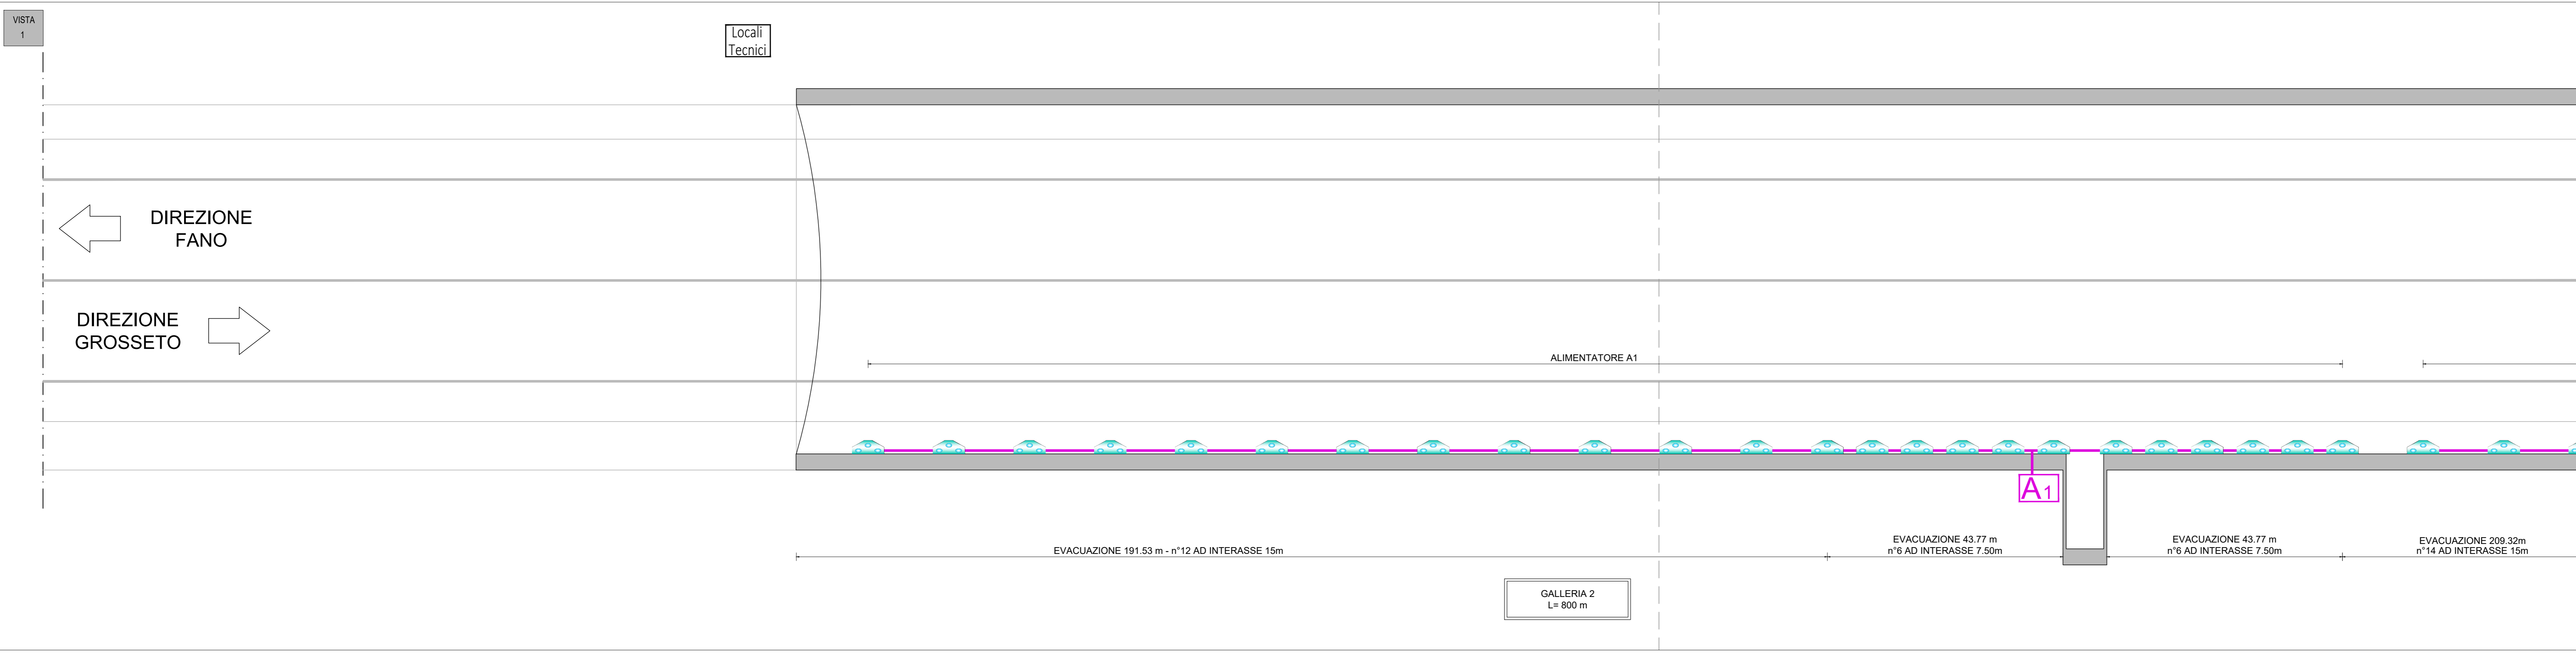 VISTA
1
Locali
Tecnici
DIREZIONE
FANO
DIREZIONE
GROSSETO
ALIMENTATORE A1
A1
EVACUAZIONE 191.53 m - n°12 AD INTERASSE 15m
EVACUAZIONE 43.77 m
n°6 AD INTERASSE 7.50m
EVACUAZIONE 43.77 m
n°6 AD INTERASSE 7.50m
EVACUAZIONE 209.32m
n°14 AD INTERASSE 15m
GALLERIA 2
L= 800 m